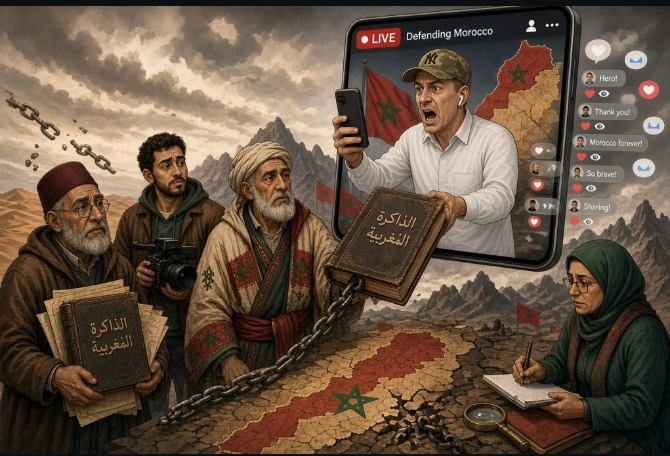 LIVE
Defending Morocco
NY
Hero!
Thank you!
Morocco forever!
So brave!
Sharing!
الذاكرة
المغربية
الذاكرة
المغربية